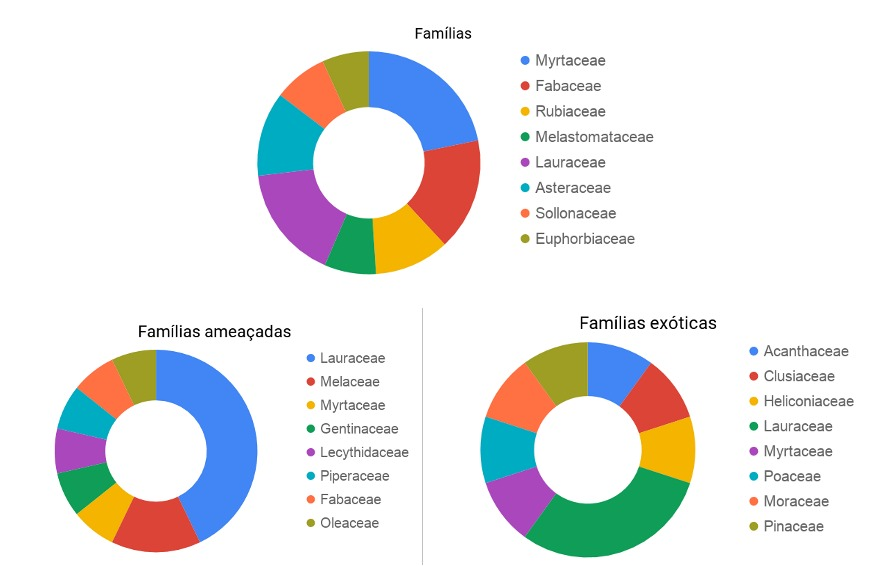 Famílias
Myrtaceae
Fabaceae
Rubiaceae
Melastomataceae
Lauraceae
Asteraceae
Sollonaceae
Euphorbiaceae
Famílias ameaçadas
Lauraceae
Melaceae
Myrtaceae
Gentinaceae
Lecythidaceae
Piperaceae
Fabaceae
Oleaceae
Famílias exóticas
Acanthaceae
Clusiaceae
Heliconiaceae
Lauraceae
Myrtaceae
Poaceae
Moraceae
Pinaceae